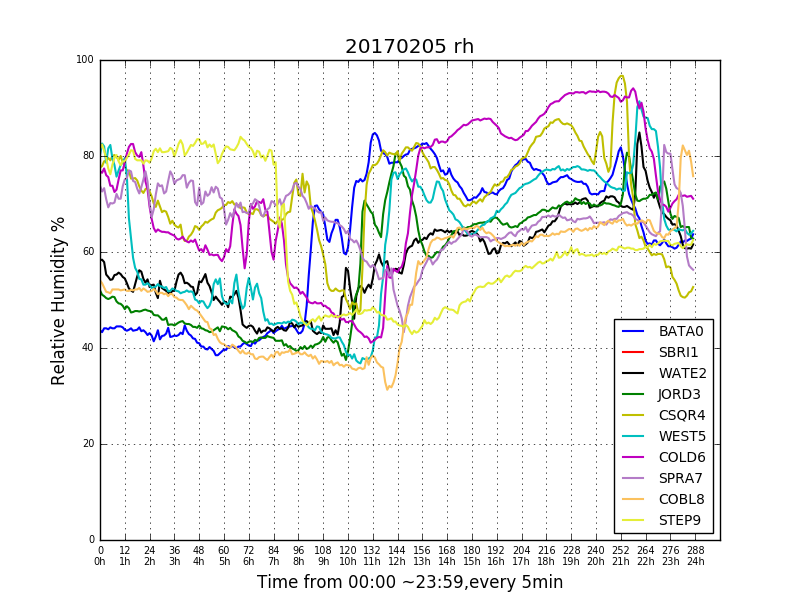 20170205 rh
100
80
60
40
20
0
Relative Humidity %
0 12 24 36 48 60 72 84 96 108 120 132 144 156 168 180 192 204 216 228 240 252 264 276 288
0h 1h 2h 3h 4h 5h 6h 7h 8h 9h 10h 11h 12h 13h 14h 15h 16h 17h 18h 19h 20h 21h 22h 23h 24h
Time from 00:00 ~23:59,every 5min
BATA0
SBRI1
WATE2
JORD3
CSQR4
WEST5
COLD6
SPRA7
COBL8
STEP9